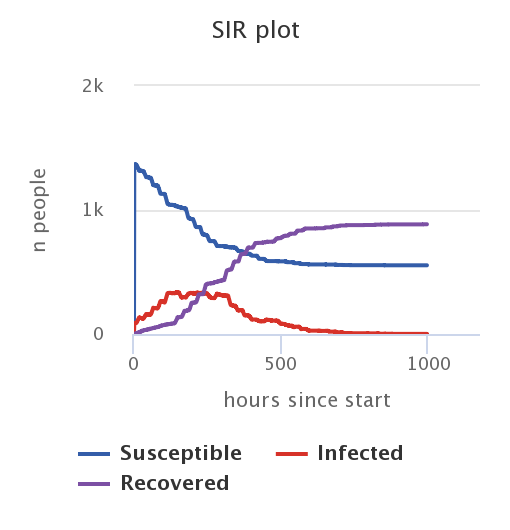 SIR plot
2k
1k
0
n people
0 500 1000
hours since start
Susceptible Infected
Recovered